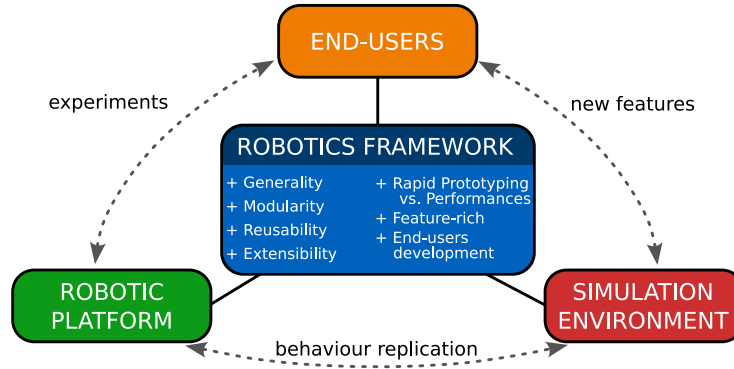 END-USERS
experiments
new features
ROBOTICS FRAMEWORK
+ Generality
+ Modularity
+ Reusability
+ Extensibility
+ Rapid Prototyping
vs. Performances
+ Feature-rich
+ End-users
development
ROBOTIC
PLATFORM
SIMULATION
ENVIRONMENT
behaviour replication